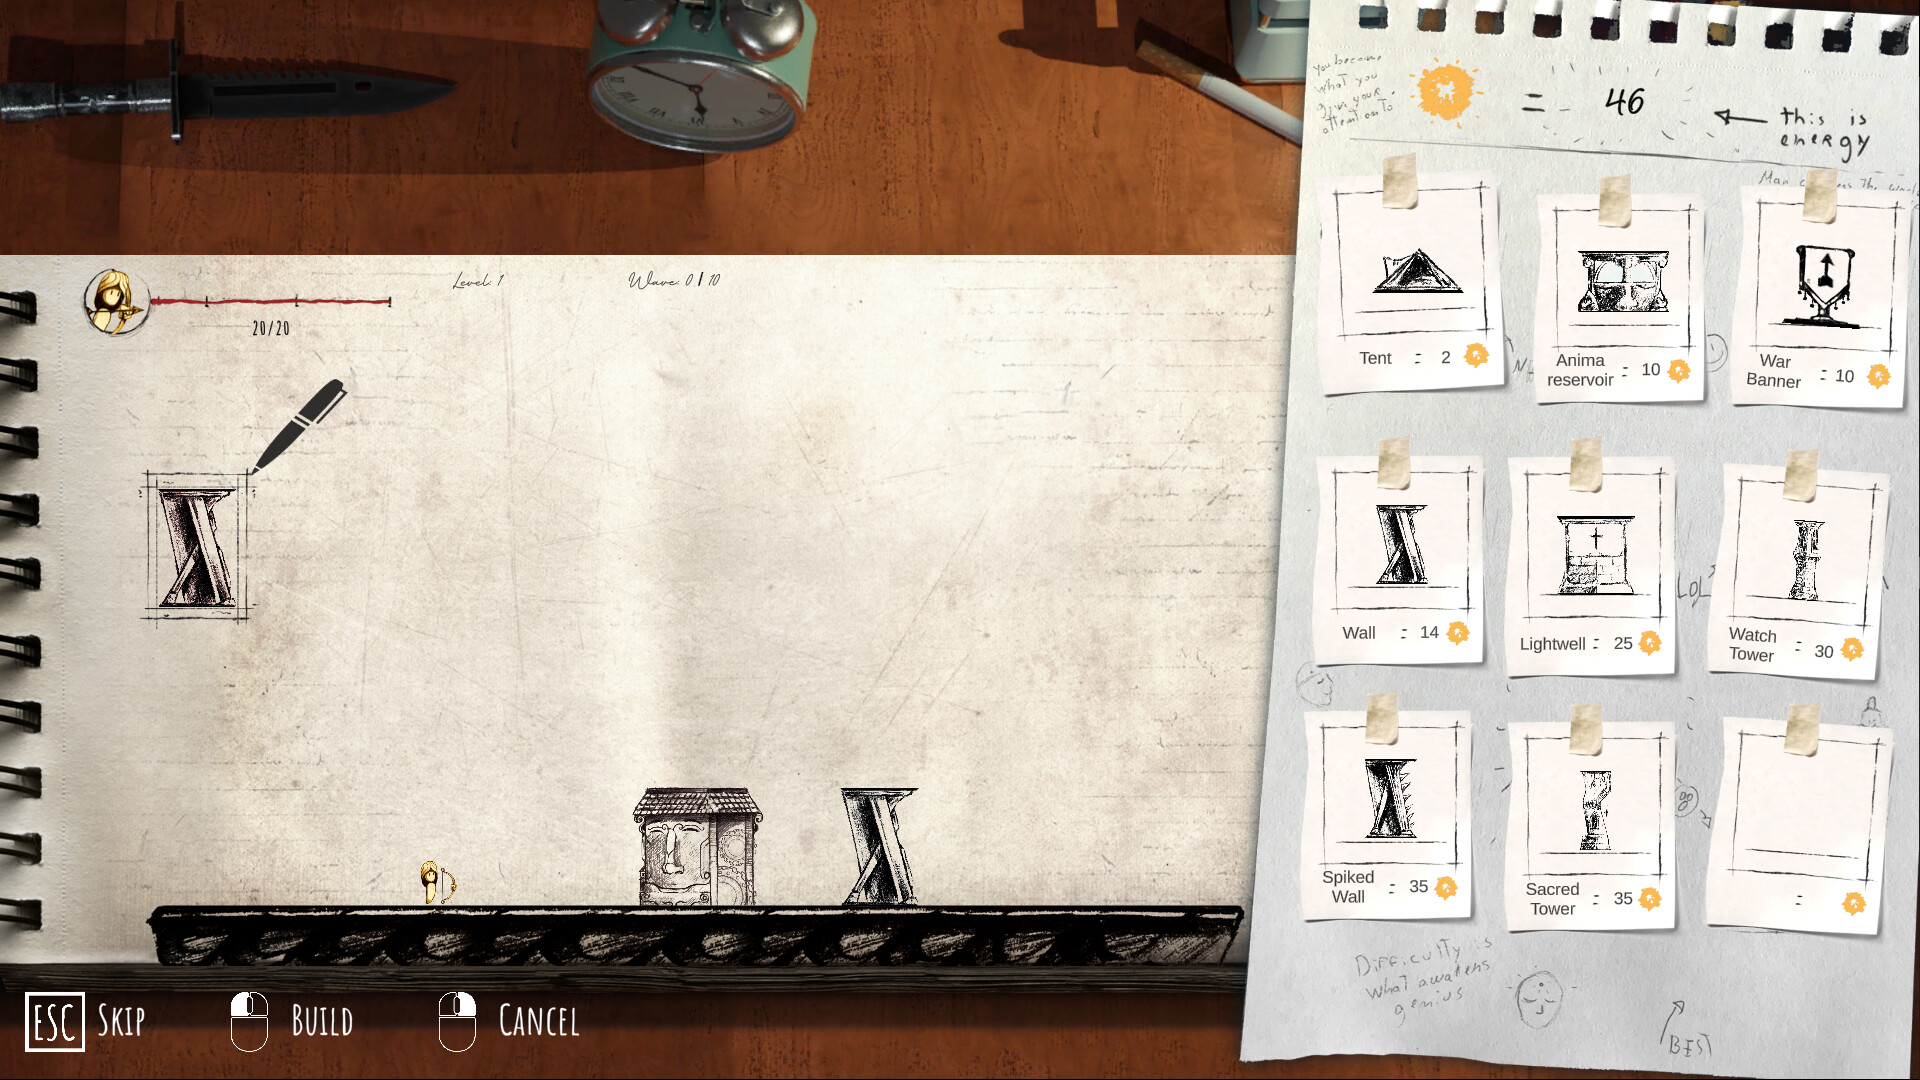 you become
what you
give your
attention to
= 46
this is
energy
Level: 1
Wave: 0 / 10
20/20
Tent = 2
Anima
reservoir = 10
War
Banner = 10
Wall = 14
Lightwell = 25
Watch
Tower = 30
LOL
Spiked
Wall = 35
Sacred
Tower = 35
=
Difficulty is
what awakens
genius
BEST
ESC SKIP
BUILD
CANCEL